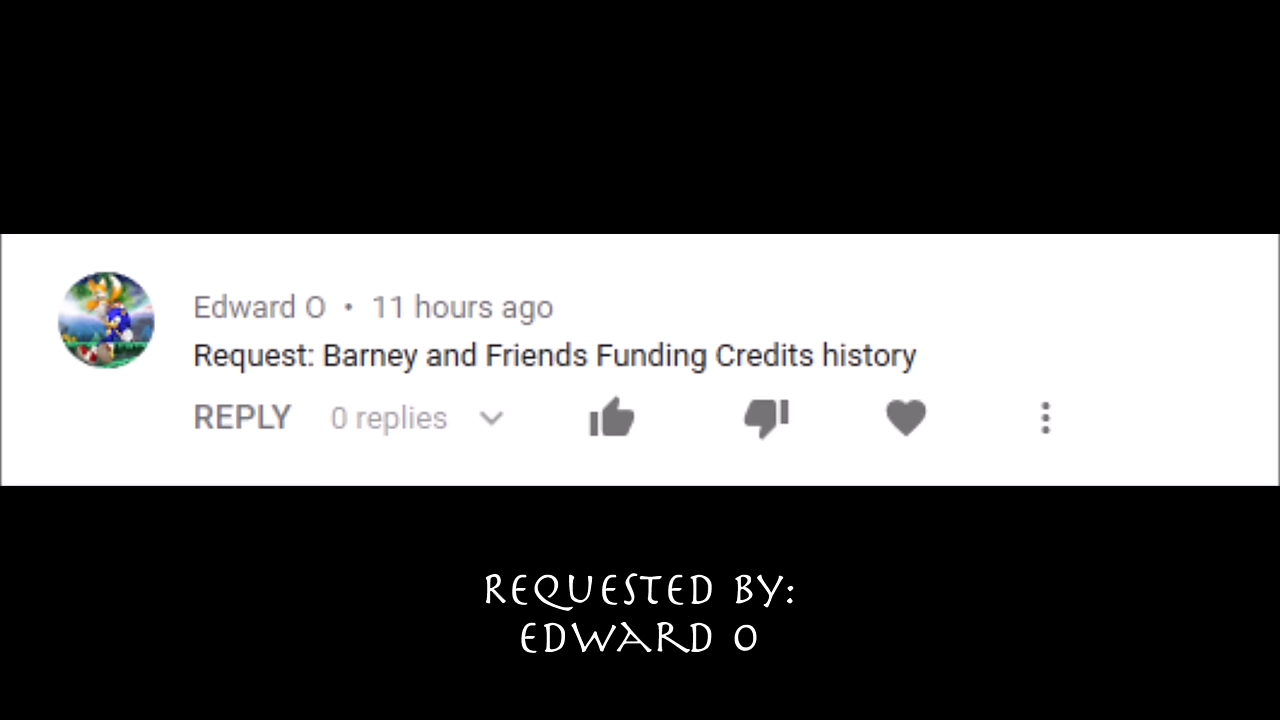 Edward O • 11 hours ago
Request: Barney and Friends Funding Credits history
REPLY 0 replies
REQUESTED BY:
EDWARD O